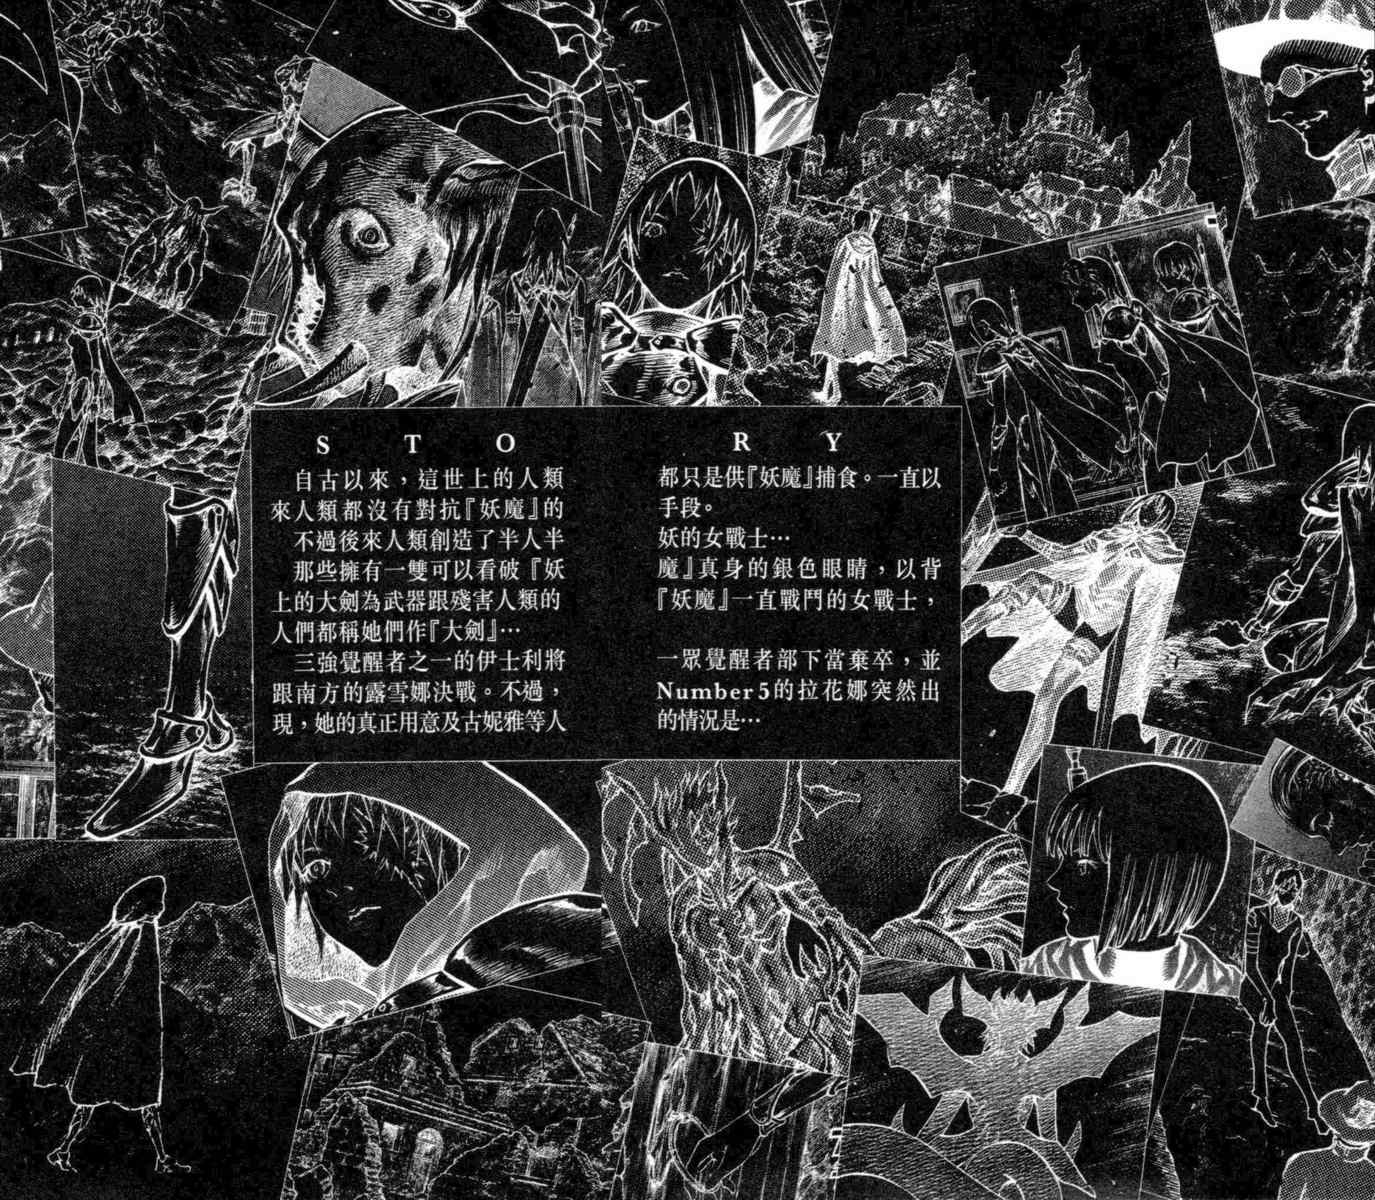 STORY
自古以來，這世上的人類都只是供『妖魔』捕食。一直以
來人類都沒有對抗『妖魔』的手段。
不過後來人類創造了半人半妖的女戰士…
那些擁有一雙可以看破『妖魔』真身的銀色眼睛，以背
上的大劍為武器跟殘害人類的『妖魔』一直戰鬥的女戰士，
人們都稱她們作『大劍』…
三強覺醒者之一的伊士利將一眾覺醒者部下當棄卒，並
跟南方的露雪娜決戰。不過，Number5的拉花娜突然出
現，她的真正用意及古妮雅等人的情況是…